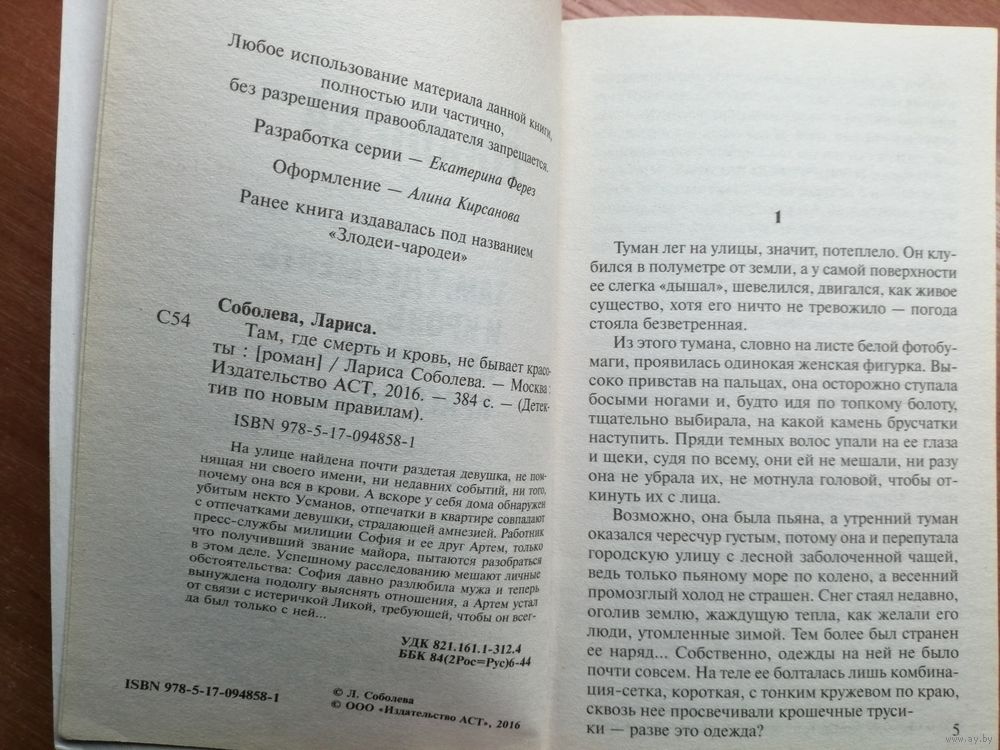 Любое использование материала данной книги,
полностью или частично,
без разрешения правообладателя запрещается.
Разработка серии — Екатерина Ферез
Оформление — Алина Кирсанова
Ранее книга издавалась под названием
«Злодеи-чародеи»
Соболева, Лариса.
С54
Там, где смерть и кровь, не бывает красо-
ты : [роман] / Лариса Соболева. — Москва :
Издательство АСТ, 2016. — 384 с. — (Детек-
тив по новым правилам).
ISBN 978-5-17-094858-1
На улице найдена почти раздетая девушка, не пом-
нящая ни своего имени, ни недавних событий, ни того,
почему она вся в крови. А вскоре у себя дома обнаружен
убитым некто Усманов, отпечатки в квартире совпадают
с отпечатками девушки, страдающей амнезией. Работник
пресс-службы милиции София и ее друг Артем, только
что получивший звание майора, пытаются разобраться
в этом деле. Успешному расследованию мешают личные
обстоятельства: София давно разлюбила мужа и теперь
вынуждена подолгу выяснять отношения, а Артем устал
от связи с истеричкой Ликой, требующей, чтобы он всег-
да был только с ней...
УДК 821.161.1-312.4
ББК 84(2Рос=Рус)6-44
ISBN 978-5-17-094858-1
© Л. Соболева
© ООО «Издательство АСТ», 2016
1
Туман лег на улицы, значит, потеплело. Он клу-
бился в полуметре от земли, а у самой поверхности
ее слегка «дышал», шевелился, двигался, как живое
существо, хотя его ничто не тревожило — погода
стояла безветренная.
Из этого тумана, словно на листе белой фотобу-
маги, проявилась одинокая женская фигурка. Вы-
соко привстав на пальцах, она осторожно ступала
босыми ногами и, будто идя по топкому болоту,
тщательно выбирала, на какой камень брусчатки
наступить. Пряди темных волос упали на ее глаза
и щеки, судя по всему, они ей не мешали, ни разу
она не убрала их, не мотнула головой, чтобы от-
кинуть их с лица.
Возможно, она была пьяна, а утренний туман
оказался чересчур густым, потому она и перепутала
городскую улицу с лесной заболоченной чащей,
ведь только пьяному море по колено, а весенний
промозглый холод не страшен. Снег стаял недавно,
оголив землю, жаждущую тепла, как желали его
люди, утомленные зимой. Тем более был странен
ее наряд... Собственно, одежды на ней не было
почти совсем. На теле ее болталась лишь комбина-
ция-сетка, короткая, с тонким кружевом по краю,
сквозь нее просвечивали крошечные труси-
ки — разве это одежда?
5
www.ay.by